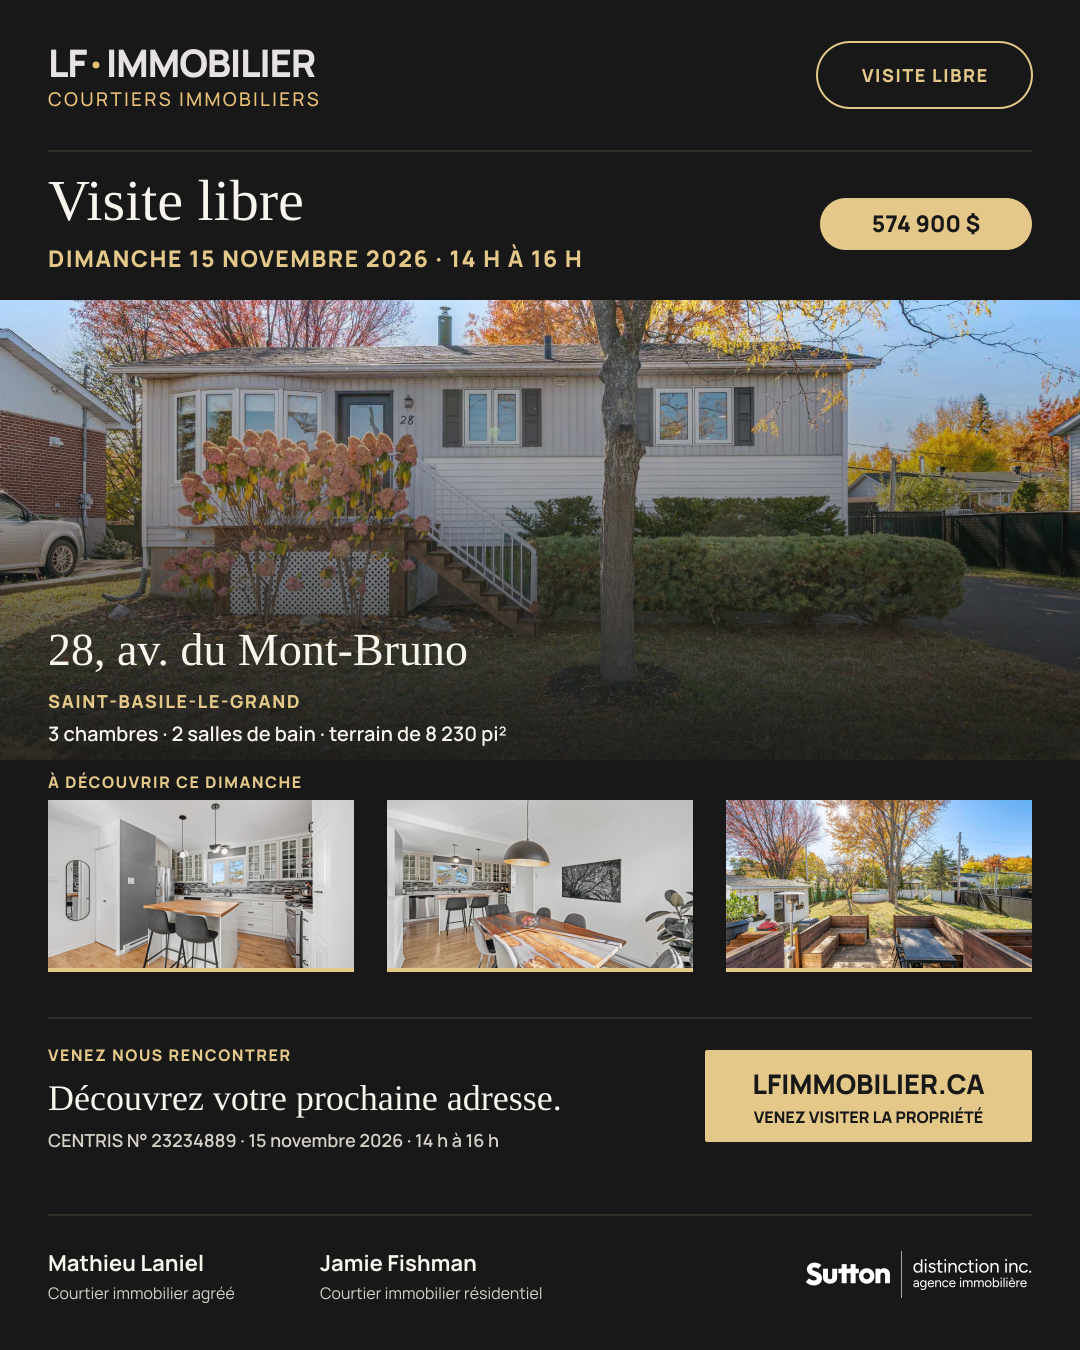 LF·IMMOBILIER
COURTIERS IMMOBILIERS
VISITE LIBRE
Visite libre
DIMANCHE 15 NOVEMBRE 2026 · 14 H À 16 H
574 900 $
28
28, av. du Mont-Bruno
SAINT-BASILE-LE-GRAND
3 chambres · 2 salles de bain · terrain de 8 230 pi²
À DÉCOUVRIR CE DIMANCHE
VENEZ NOUS RENCONTRER
Découvrez votre prochaine adresse.
CENTRIS N° 23234889 · 15 novembre 2026 · 14 h à 16 h
LFIMMOBILIER.CA
VENEZ VISITER LA PROPRIÉTÉ
Mathieu Laniel
Courtier immobilier agréé
Jamie Fishman
Courtier immobilier résidentiel
Sutton
distinction inc.
agence immobilière